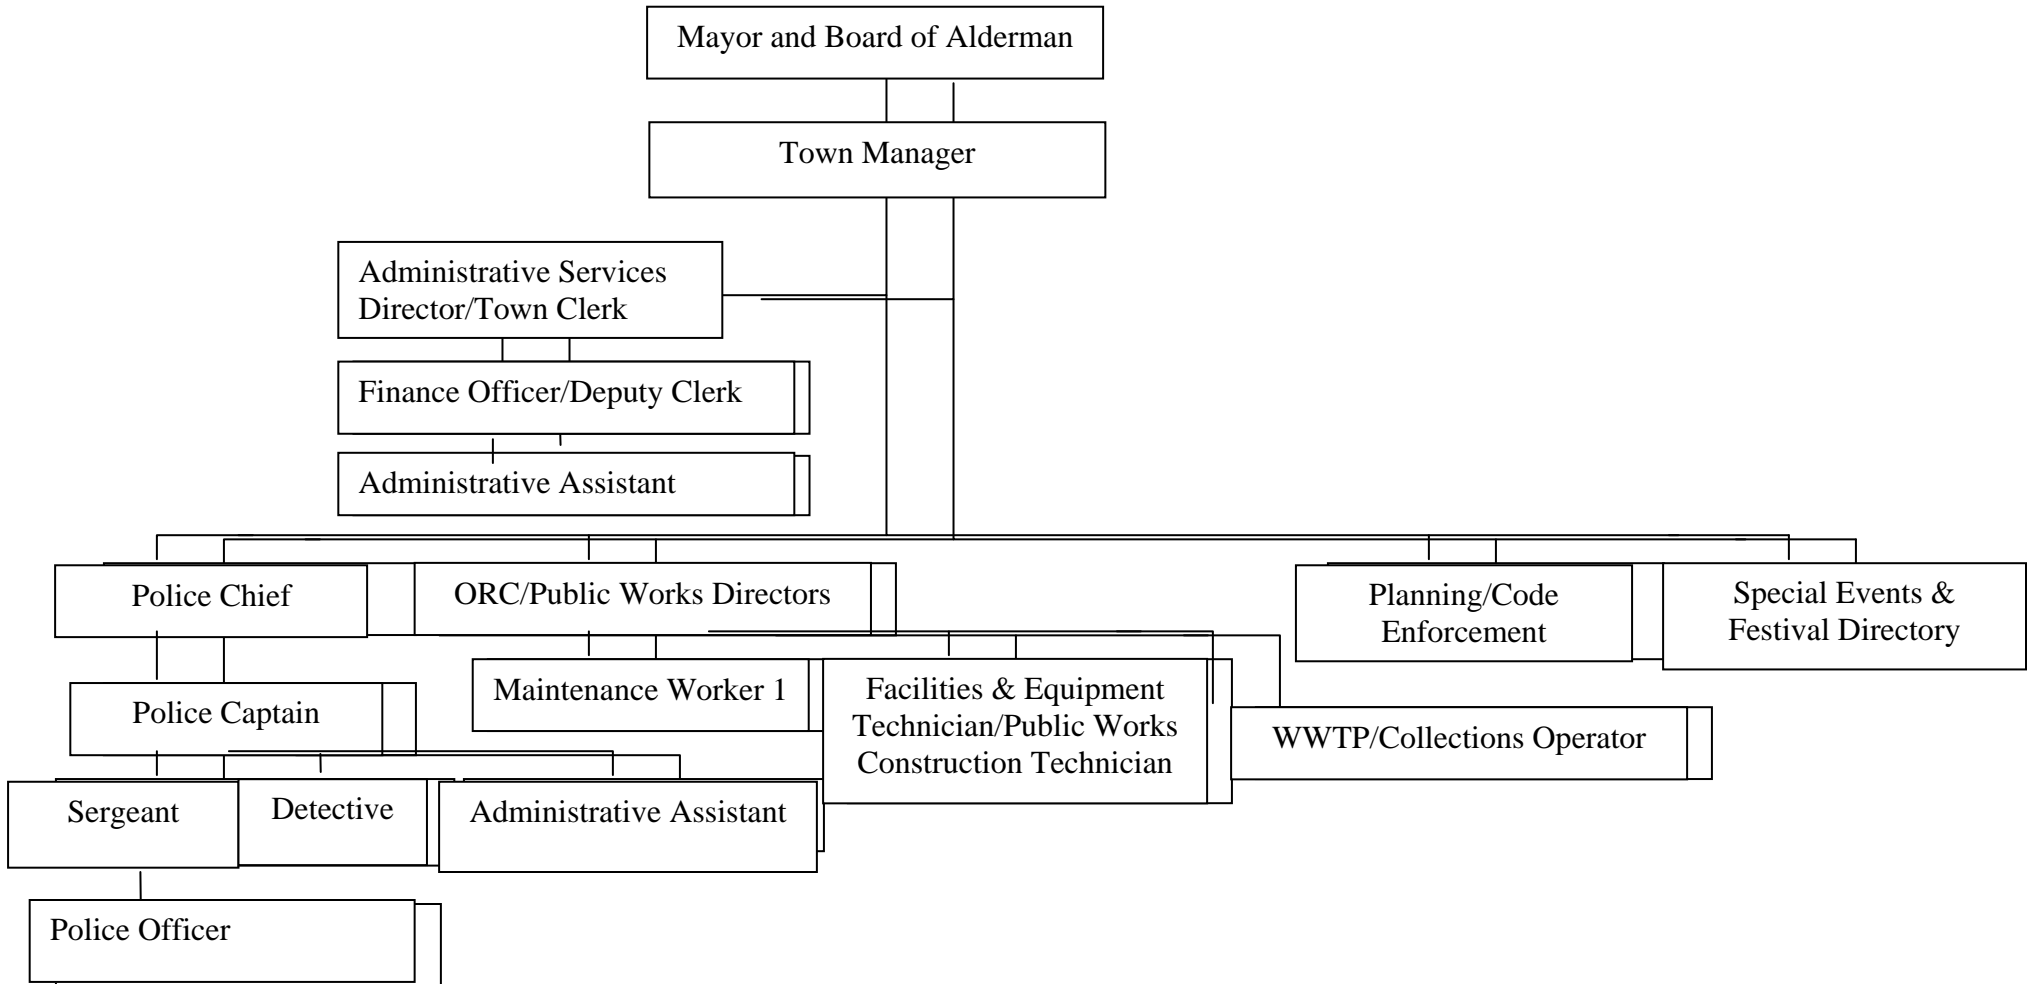 Mayor and Board of Alderman
Town Manager
Administrative Services
Director/Town Clerk
Finance Officer/Deputy Clerk
Administrative Assistant
Police Chief
ORC/Public Works Directors
Planning/Code
Enforcement
Special Events &
Festival Directory
Police Captain
Maintenance Worker 1
Facilities & Equipment
Technician/Public Works
Construction Technician
WWTP/Collections Operator
Sergeant
Detective
Administrative Assistant
Police Officer